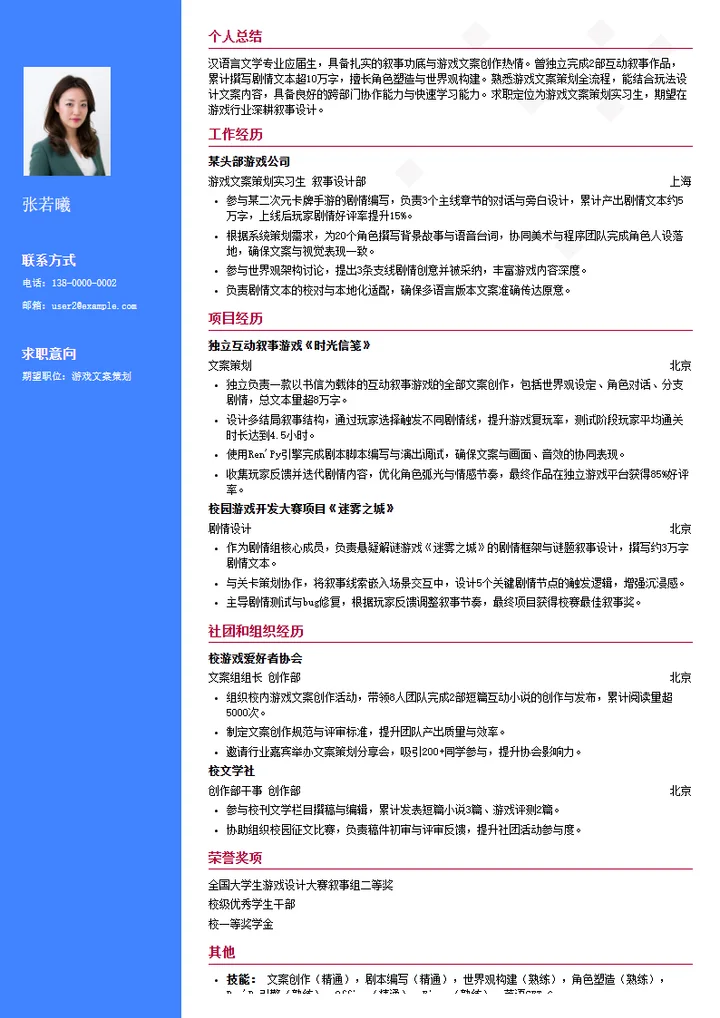 张若曦
联系方式
电话：138-0000-0002
邮箱：user2@example.com
求职意向
期望职位：游戏文案策划
个人总结
汉语言文学专业应届生，具备扎实的叙事功底与游戏文案创作热情。曾独立完成2部互动叙事作品，
累计撰写剧情文本超10万字，擅长角色塑造与世界观构建。熟悉游戏文案策划全流程，能结合玩法设
计文案内容，具备良好的跨部门协作能力与快速学习能力。求职定位为游戏文案策划实习生，期望在
游戏行业深耕叙事设计。
工作经历
某头部游戏公司
游戏文案策划实习生 叙事设计部 上海
• 参与某二次元卡牌手游的剧情编写，负责3个主线章节的对话与旁白设计，累计产出剧情文本约5
万字，上线后玩家剧情好评率提升15%。
• 根据系统策划需求，为20个角色撰写背景故事与语音台词，协同美术与程序团队完成角色人设落
地，确保文案与视觉表现一致。
• 参与世界观架构讨论，提出3条支线剧情创意并被采纳，丰富游戏内容深度。
• 负责剧情文本的校对与本地化适配，确保多语言版本文案准确传达原意。
项目经历
独立互动叙事游戏《时光信笺》
文案策划 北京
• 独立负责一款以书信为载体的互动叙事游戏的全部文案创作，包括世界观设定、角色对话、分支
剧情，总文本量超8万字。
• 设计多结局叙事结构，通过玩家选择触发不同剧情线，提升游戏复玩率，测试阶段玩家平均通关
时长达到4.5小时。
• 使用Ren'Py引擎完成剧本脚本编写与演出调试，确保文案与画面、音效的协同表现。
• 收集玩家反馈并迭代剧情内容，优化角色弧光与情感节奏，最终作品在独立游戏平台获得85%好评
率。
校园游戏开发大赛项目《迷雾之城》
剧情设计 北京
• 作为剧情组核心成员，负责悬疑解谜游戏《迷雾之城》的剧情框架与谜题叙事设计，撰写约3万字
剧情文本。
• 与关卡策划协作，将叙事线索嵌入场景交互中，设计5个关键剧情节点的触发逻辑，增强沉浸感。
• 主导剧情测试与bug修复，根据玩家反馈调整叙事节奏，最终项目获得校赛最佳叙事奖。
社团和组织经历
校游戏爱好者协会
文案组组长 创作部 北京
• 组织校内游戏文案创作活动，带领8人团队完成2部短篇互动小说的创作与发布，累计阅读量超
5000次。
• 制定文案创作规范与评审标准，提升团队产出质量与效率。
• 邀请行业嘉宾举办文案策划分享会，吸引200+同学参与，提升协会影响力。
校文学社
创作部干事 创作部 北京
• 参与校刊文学栏目撰稿与编辑，累计发表短篇小说3篇、游戏评测2篇。
• 协助组织校园征文比赛，负责稿件初审与评审反馈，提升社团活动参与度。
荣誉奖项
全国大学生游戏设计大赛叙事组二等奖
校级优秀学生干部
校一等奖学金
其他
• 技能： 文案创作（精通），剧本编写（精通），世界观构建（熟练），角色塑造（熟练），